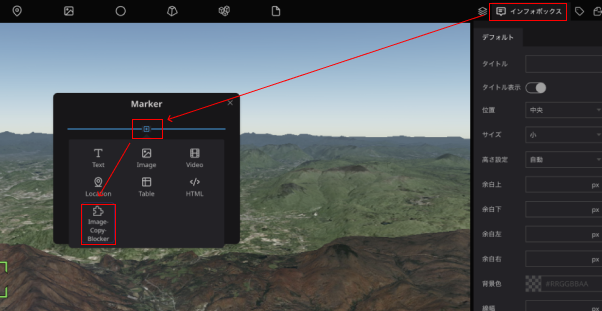 インフォボックス
デフォルト
Marker
タイトル
タイトル表示
位置
中央
サイズ
小
高さ設定
自動
Text
Image
Video
Location
Table
HTML
Image-
Copy-
Blocker
余白上
px
余白下
px
余白左
px
余白右
px
背景色
#RRGGBBAA
px